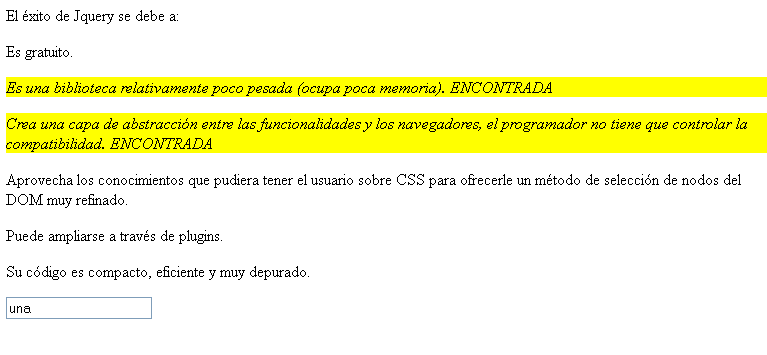 El éxito de Jquery se debe a:
Es gratuito.
Es una biblioteca relativamente poco pesada (ocupa poca memoria). ENCONTRADA
Crea una capa de abstracción entre las funcionalidades y los navegadores, el programador no tiene que controlar la
compatibilidad. ENCONTRADA
Aprovecha los conocimientos que pudiera tener el usuario sobre CSS para ofrecerle un método de selección de nodos del
DOM muy refinado.
Puede ampliarse a través de plugins.
Su código es compacto, eficiente y muy depurado.
una